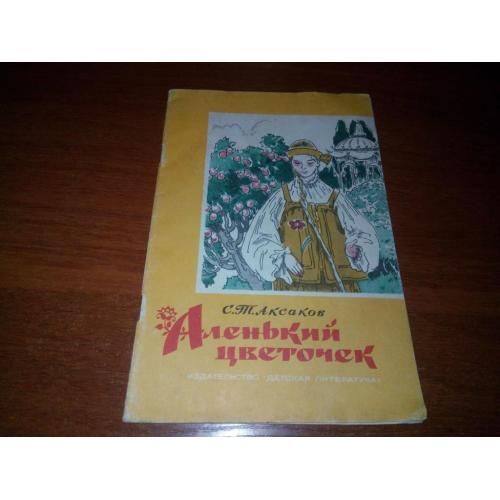 С.Т.Аксаков
Аленький
цветочек
ИЗДАТЕЛЬСТВО «ДЕТСКАЯ ЛИТЕРАТУРА»